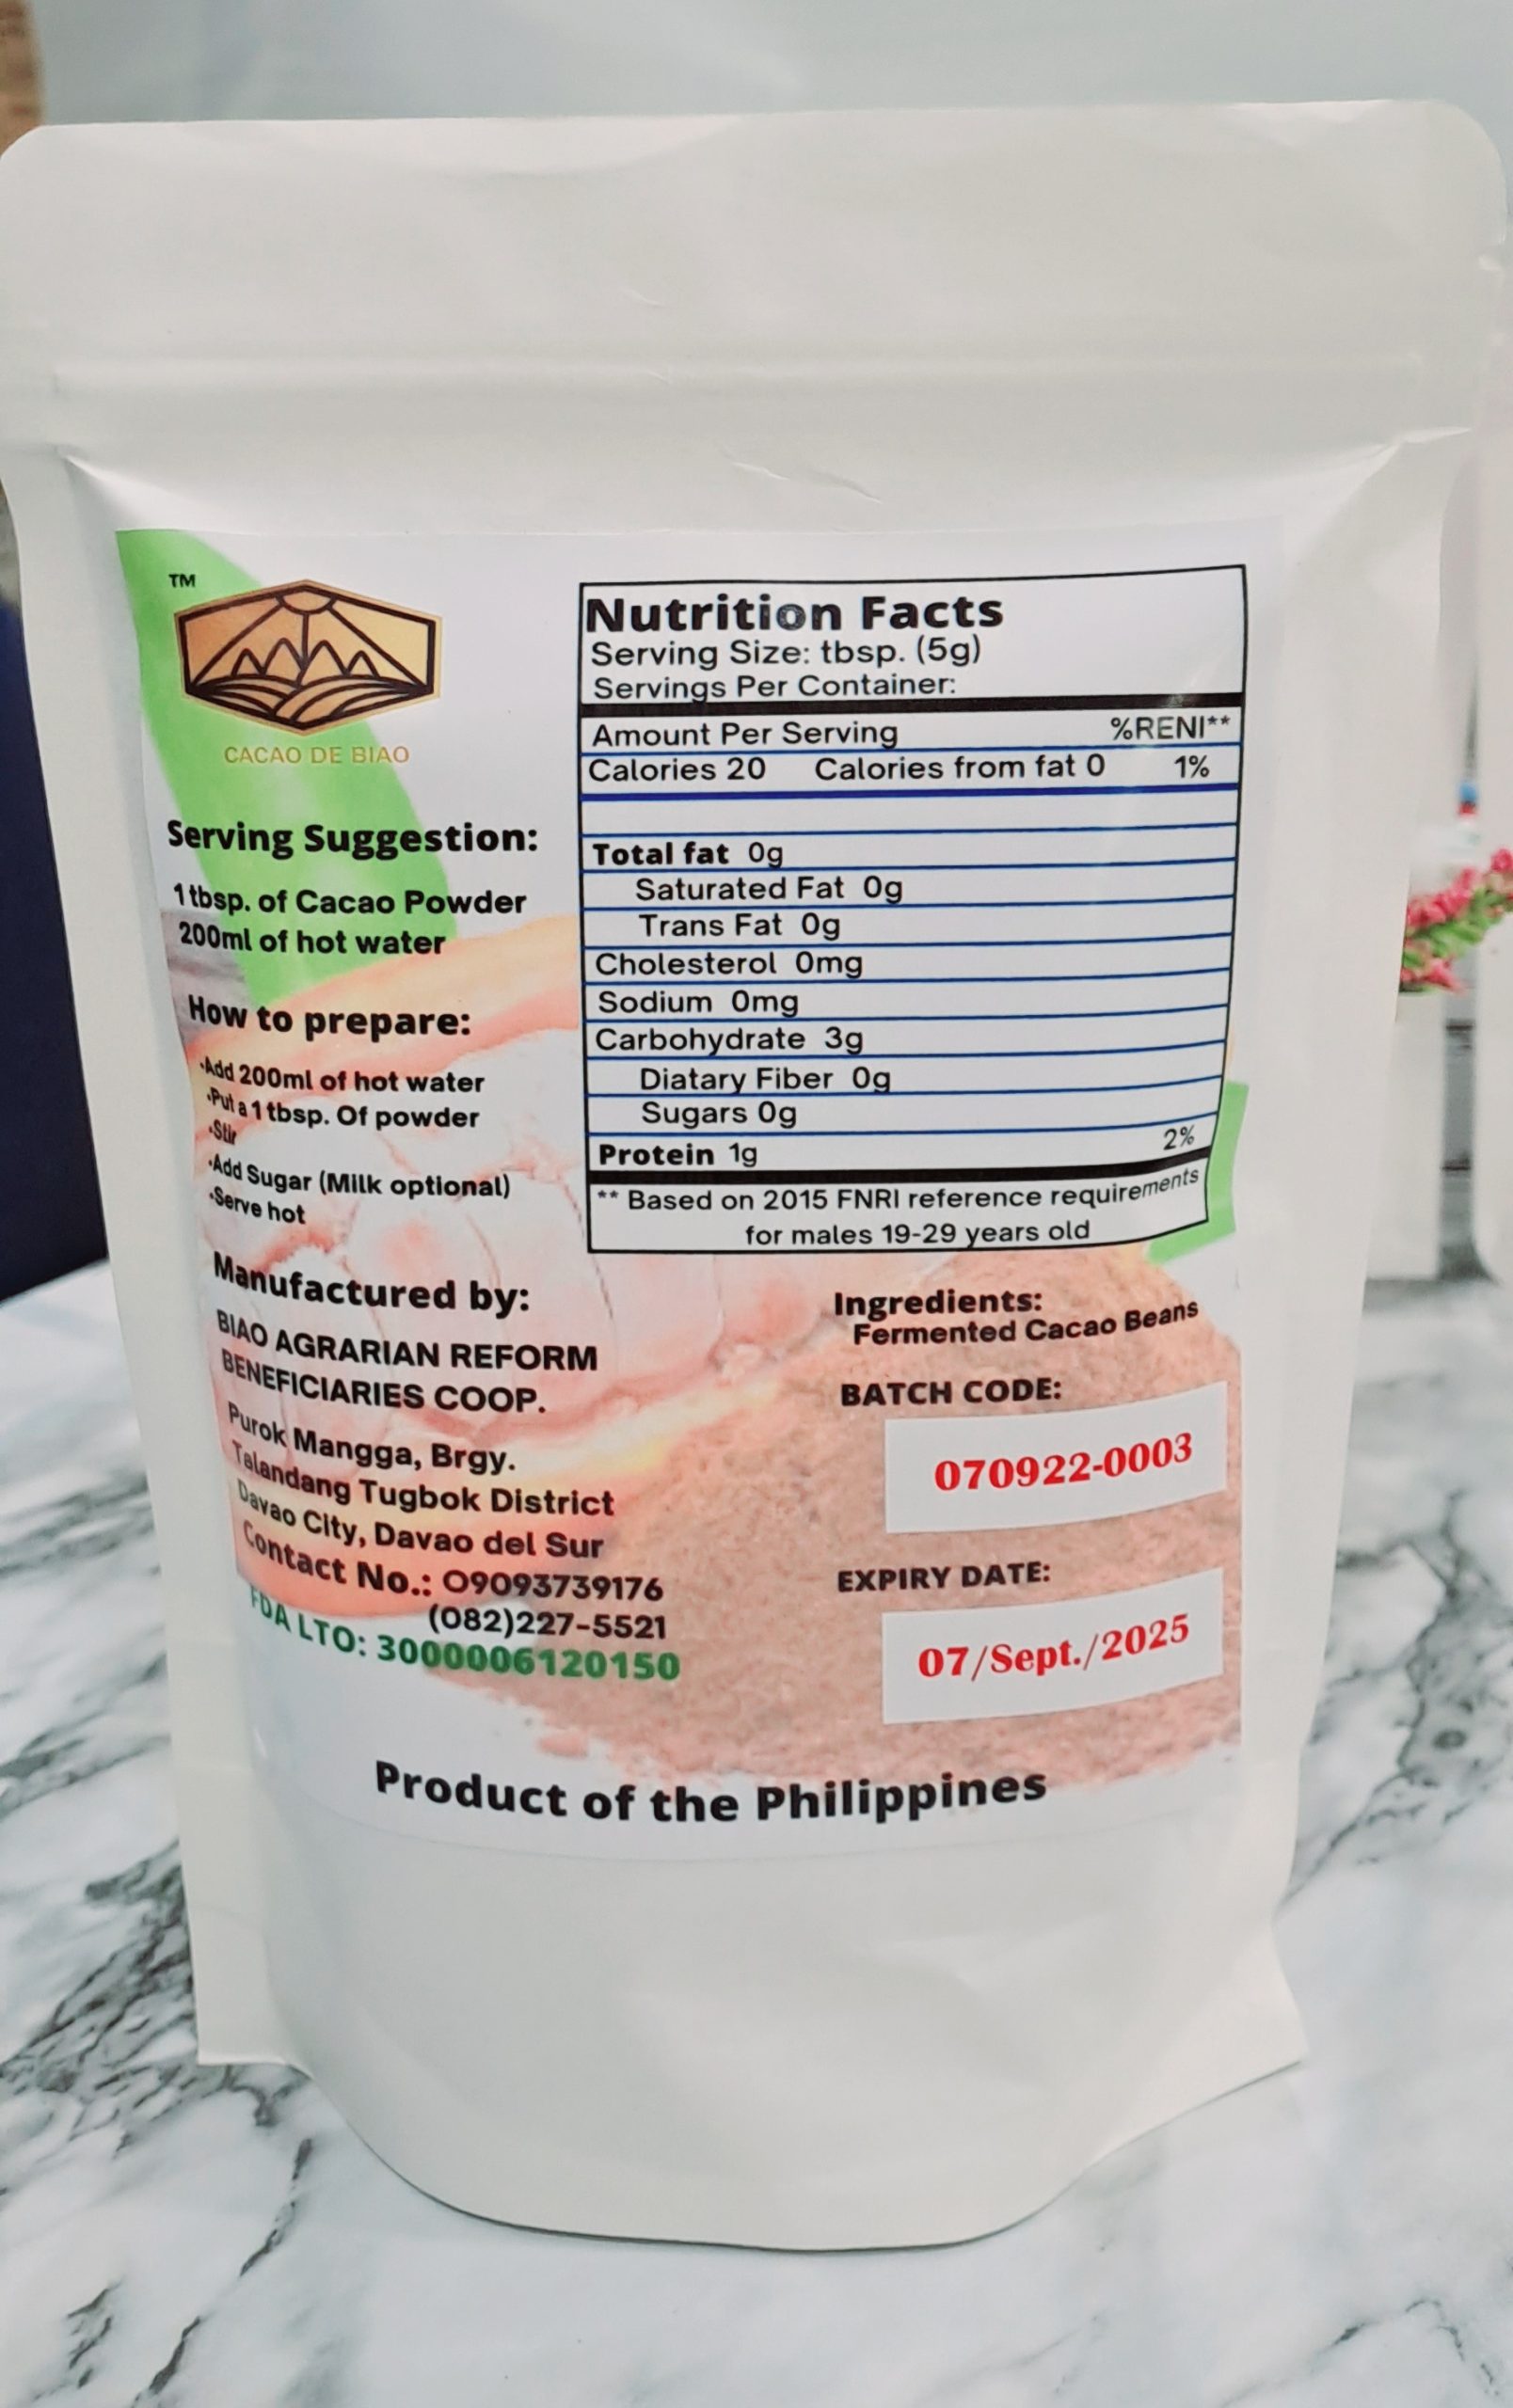 TM
CACAO DE BIAO
Serving Suggestion:
1 tbsp. of Cacao Powder
200ml of hot water
How to prepare:
•Add 200ml of hot water
•Put a 1 tbsp. Of powder
•Stir
•Add Sugar (Milk optional)
•Serve hot
Manufactured by:
BIAO AGRARIAN REFORM
BENEFICIARIES COOP.
Purok Mangga, Brgy.
Talandang Tugbok District
Davao City, Davao del Sur
Contact No.: 09093739176
(082)227-5521
FDA LTO: 3000006120150
Nutrition Facts
Serving Size: tbsp. (5g)
Servings Per Container:
Amount Per Serving %RENI**
Calories 20 Calories from fat 0 1%
Total fat 0g
Saturated Fat 0g
Trans Fat 0g
Cholesterol 0mg
Sodium 0mg
Carbohydrate 3g
Diatary Fiber 0g
Sugars 0g
Protein 1g 2%
** Based on 2015 FNRI reference requirements
for males 19-29 years old
Ingredients:
Fermented Cacao Beans
BATCH CODE:
070922-0003
EXPIRY DATE:
07/Sept./2025
Product of the Philippines